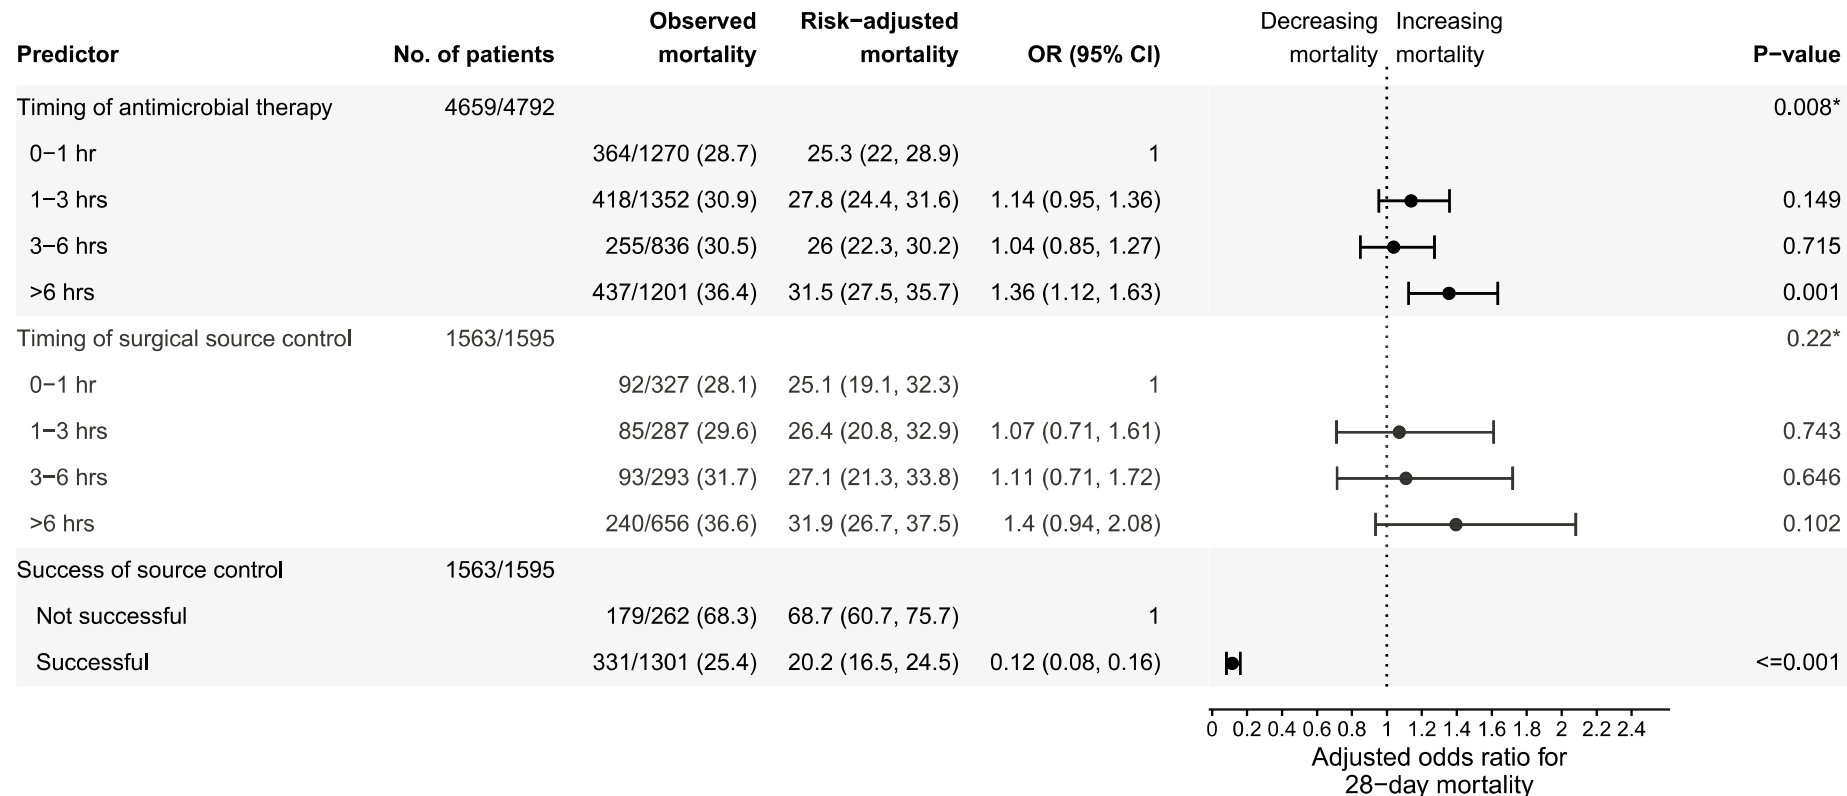 Observed Risk−adjusted Decreasing Increasing
Predictor No. of patients mortality mortality OR (95% CI) mortality mortality P−value
Timing of antimicrobial therapy 4659/4792 0.008*
0−1 hr 364/1270 (28.7) 25.3 (22, 28.9) 1
1−3 hrs 418/1352 (30.9) 27.8 (24.4, 31.6) 1.14 (0.95, 1.36) 0.149
3−6 hrs 255/836 (30.5) 26 (22.3, 30.2) 1.04 (0.85, 1.27) 0.715
>6 hrs 437/1201 (36.4) 31.5 (27.5, 35.7) 1.36 (1.12, 1.63) 0.001
Timing of surgical source control 1563/1595 0.22*
0−1 hr 92/327 (28.1) 25.1 (19.1, 32.3) 1
1−3 hrs 85/287 (29.6) 26.4 (20.8, 32.9) 1.07 (0.71, 1.61) 0.743
3−6 hrs 93/293 (31.7) 27.1 (21.3, 33.8) 1.11 (0.71, 1.72) 0.646
>6 hrs 240/656 (36.6) 31.9 (26.7, 37.5) 1.4 (0.94, 2.08) 0.102
Success of source control 1563/1595
Not successful 179/262 (68.3) 68.7 (60.7, 75.7) 1
Successful 331/1301 (25.4) 20.2 (16.5, 24.5) 0.12 (0.08, 0.16) <=0.001
0 0.2 0.4 0.6 0.8 1 1.2 1.4 1.6 1.8 2 2.2 2.4
Adjusted odds ratio for
28−day mortality